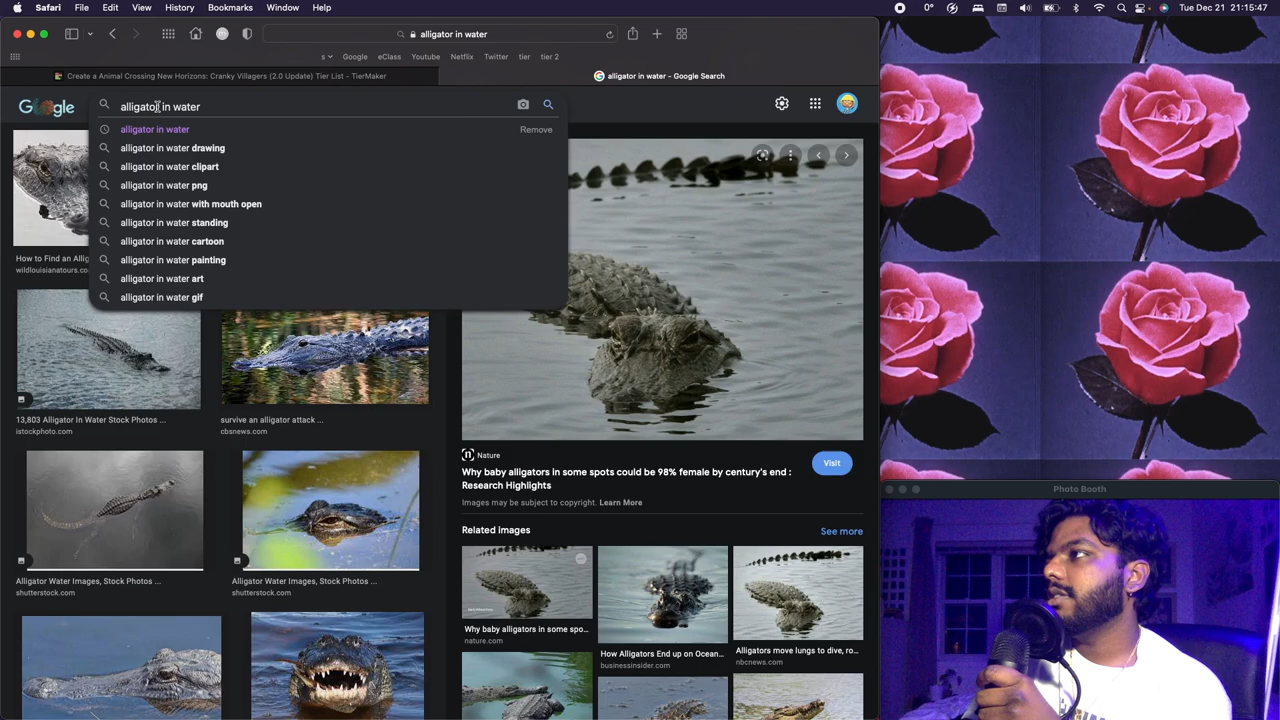 Safari File Edit View History Bookmarks Window Help
0° Tue Dec 21 21:15:47
alligator in water
s Google eClass Youtube Netflix Twitter tier tier 2
Create a Animal Crossing New Horizons: Cranky Villagers (2.0 Update) Tier List - TierMaker
alligator in water - Google Search
Google
alligator in water
alligator in water Remove
alligator in water drawing
alligator in water clipart
alligator in water png
alligator in water with mouth open
alligator in water standing
alligator in water cartoon
alligator in water painting
alligator in water art
alligator in water gif
How to Find an Allig
wildlouisianatours.co
13,803 Alligator In Water Stock Photos ...
istockphoto.com
survive an alligator attack ...
cbsnews.com
Alligator Water Images, Stock Photos ...
shutterstock.com
Alligator Water Images, Stock Photos ...
shutterstock.com
n Nature
Visit
Why baby alligators in some spots could be 98% female by century's end :
Research Highlights
Images may be subject to copyright. Learn More
Related images
See more
Why baby alligators in some spo...
nature.com
How Alligators End up on Ocean...
businessinsider.com
Alligators move lungs to dive, ro...
nbcnews.com
Photo Booth